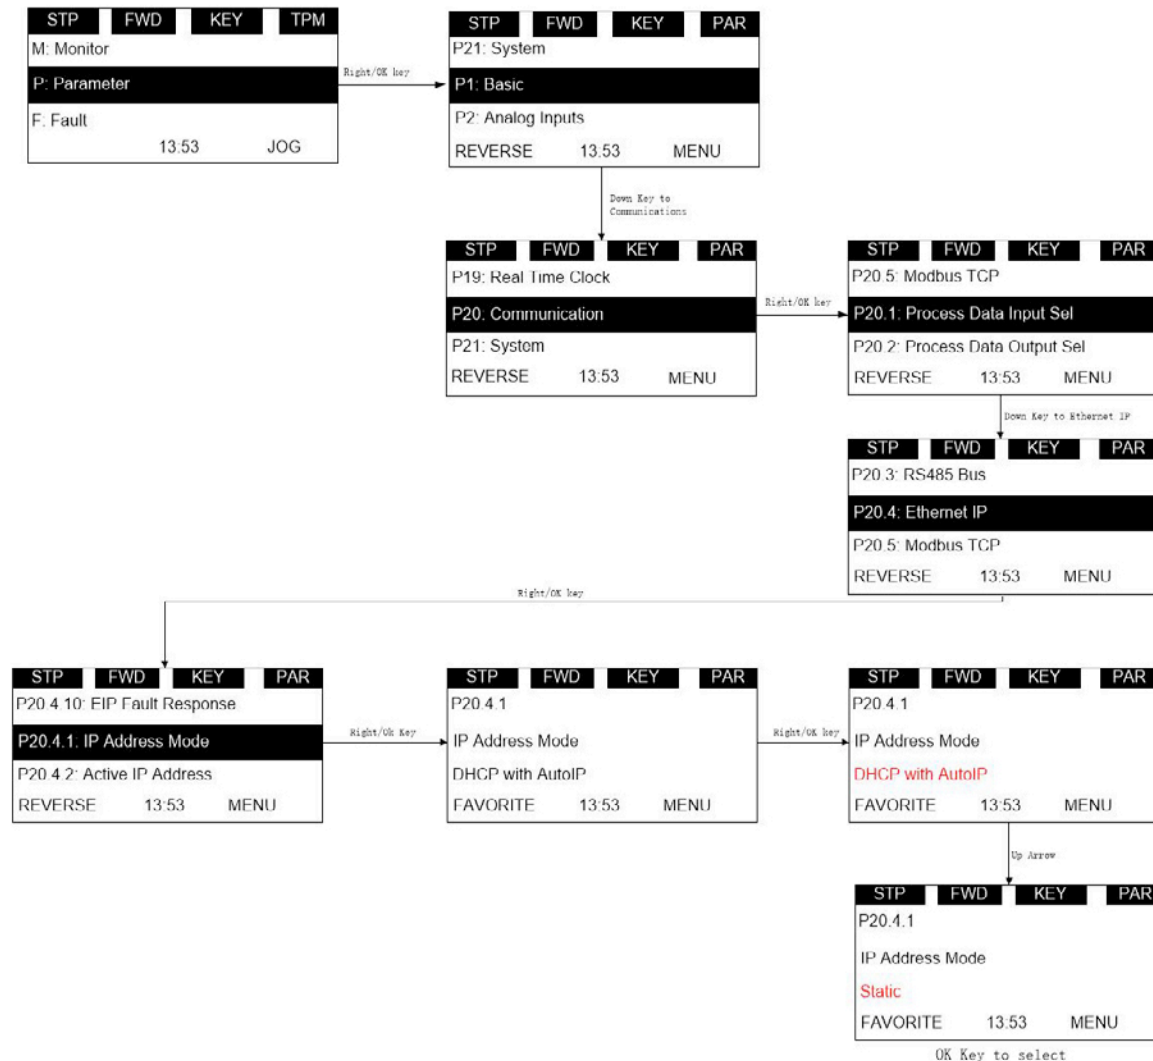 STP FWD KEY TPM
M: Monitor
P: Parameter
F: Fault
13:53 JOG
Right/OK key
STP FWD KEY PAR
P21: System
P1: Basic
P2: Analog Inputs
REVERSE 13:53 MENU
Down Key to
Communications
STP FWD KEY PAR
P19: Real Time Clock
P20: Communication
P21: System
REVERSE 13:53 MENU
Right/OK key
STP FWD KEY PAR
P20.5: Modbus TCP
P20.1: Process Data Input Sel
P20.2: Process Data Output Sel
REVERSE 13:53 MENU
Down Key to Ethernet IP
STP FWD KEY PAR
P20.3: RS485 Bus
P20.4: Ethernet IP
P20.5: Modbus TCP
REVERSE 13:53 MENU
Right/OK key
STP FWD KEY PAR
P20.4.10: EIP Fault Response
P20.4.1: IP Address Mode
P20.4.2: Active IP Address
REVERSE 13:53 MENU
Right/Ok Key
STP FWD KEY PAR
P20.4.1
IP Address Mode
DHCP with AutoIP
FAVORITE 13:53 MENU
Right/OK key
STP FWD KEY PAR
P20.4.1
IP Address Mode
DHCP with AutoIP
FAVORITE 13:53 MENU
Up Arrow
STP FWD KEY PAR
P20.4.1
IP Address Mode
Static
FAVORITE 13:53 MENU
OK Key to select